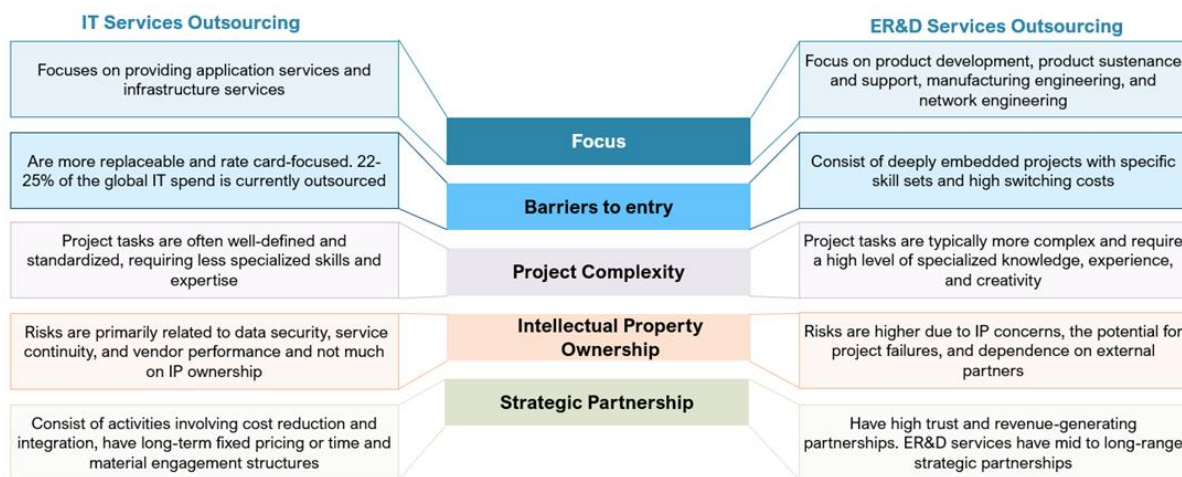 IT Services Outsourcing
ER&D Services Outsourcing
Focuses on providing application services and
infrastructure services
Focus
Focus on product development, product sustenance
and support, manufacturing engineering, and
network engineering
Are more replaceable and rate card-focused. 22-
25% of the global IT spend is currently outsourced
Barriers to entry
Consist of deeply embedded projects with specific
skill sets and high switching costs
Project tasks are often well-defined and
standardized, requiring less specialized skills and
expertise
Project Complexity
Project tasks are typically more complex and require
a high level of specialized knowledge, experience,
and creativity
Risks are primarily related to data security, service
continuity, and vendor performance and not much
on IP ownership
Intellectual Property
Ownership
Risks are higher due to IP concerns, the potential for
project failures, and dependence on external
partners
Consist of activities involving cost reduction and
integration, have long-term fixed pricing or time and
material engagement structures
Strategic Partnership
Have high trust and revenue-generating
partnerships. ER&D services have mid to long-range
strategic partnerships